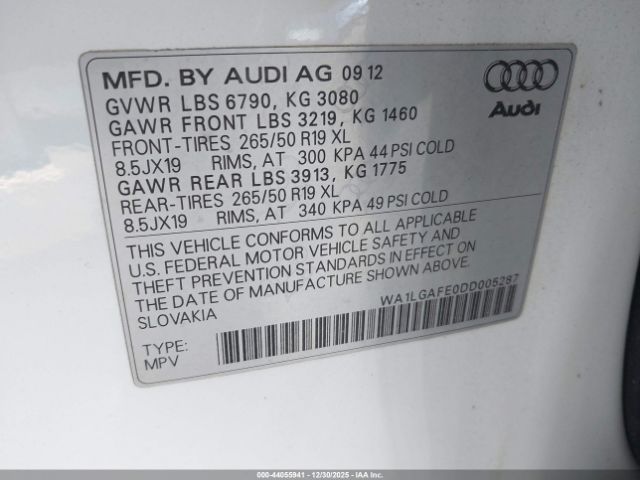 MFD. BY AUDI AG 09 12
GVWR LBS 6790, KG 3080
GAWR FRONT LBS 3219, KG 1460
FRONT-TIRES 265/50 R19 XL
8.5JX19 RIMS, AT 300 KPA 44 PSI COLD
GAWR REAR LBS 3913, KG 1775
REAR-TIRES 265/50 R19 XL
8.5JX19 RIMS, AT 340 KPA 49 PSI COLD
Audi
THIS VEHICLE CONFORMS TO ALL APPLICABLE
U.S. FEDERAL MOTOR VEHICLE SAFETY AND
THEFT PREVENTION STANDARDS IN EFFECT ON
THE DATE OF MANUFACTURE SHOWN ABOVE.
SLOVAKIA
WA1LGAFE0DD005287
TYPE:
MPV
000-44055941 - 12/30/2025 - IAAI.COM